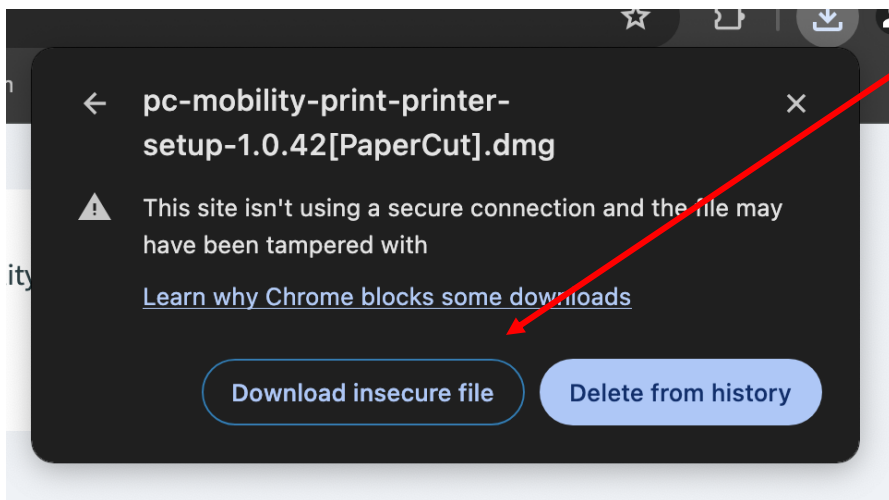 pc-mobility-print-printer-
setup-1.0.42[PaperCut].dmg
This site isn't using a secure connection and the file may
have been tampered with
Learn why Chrome blocks some downloads
ity
Download insecure file
Delete from history